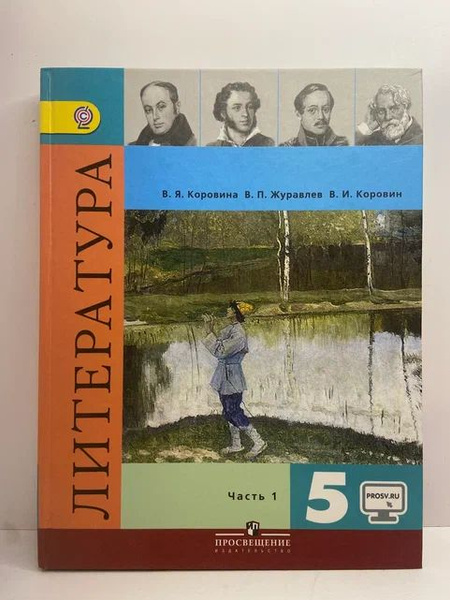 В. Я. Коровина В. П. Журавлев В. И. Коровин
ЛИТЕРАТУРА
Часть 1
5
PROSV.RU
ПРОСВЕЩЕНИЕ
ИЗДАТЕЛЬСТВО